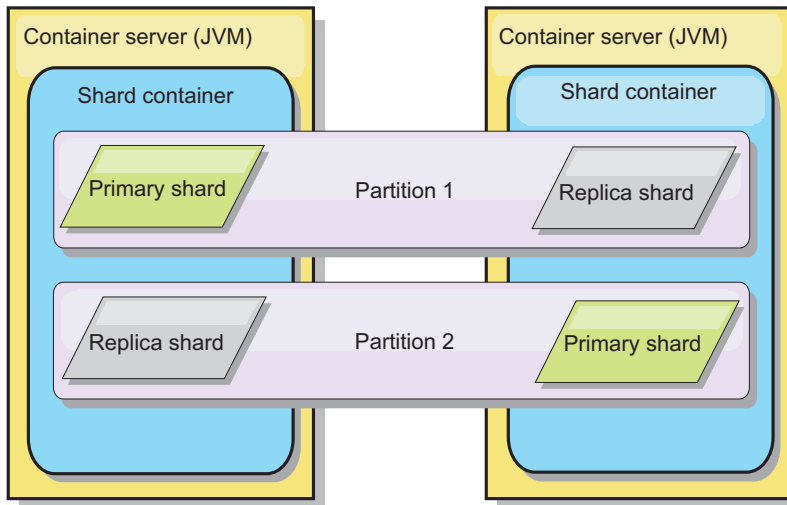 Container server (JVM)
Container server (JVM)
Shard container
Shard container
Primary shard
Partition 1
Replica shard
Replica shard
Partition 2
Primary shard